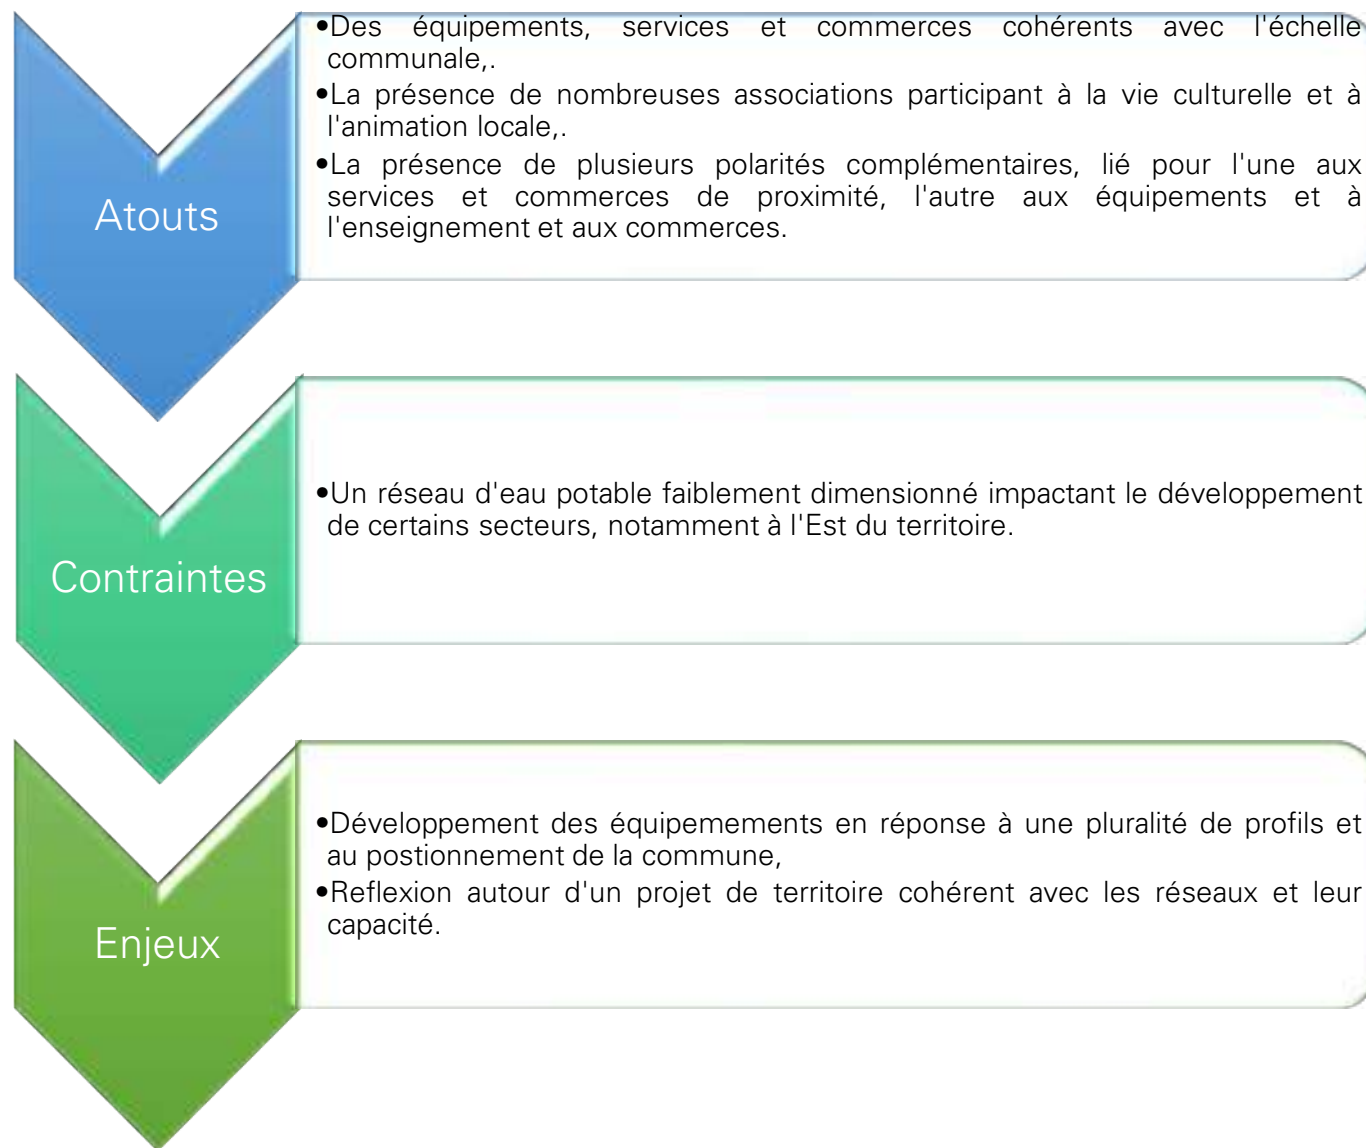 •Des équipements, services et commerces cohérents avec l'échelle
communale,.
•La présence de nombreuses associations participant à la vie culturelle et à
l'animation locale,.
•La présence de plusieurs polarités complémentaires, lié pour l'une aux
services et commerces de proximité, l'autre aux équipements et à
l'enseignement et aux commerces.
Atouts
•Un réseau d'eau potable faiblement dimensionné impactant le développement
de certains secteurs, notamment à l'Est du territoire.
Contraintes
•Développement des équipemements en réponse à une pluralité de profils et
au postionnement de la commune,
•Reflexion autour d'un projet de territoire cohérent avec les réseaux et leur
capacité.
Enjeux